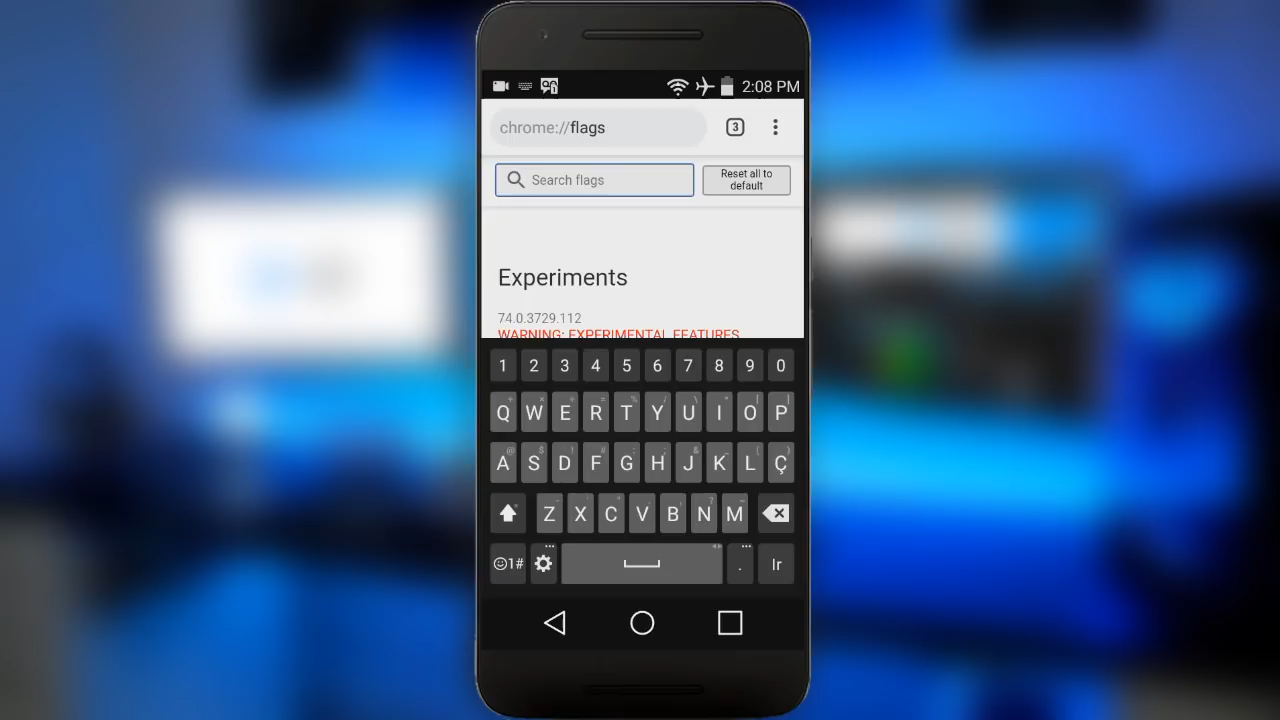 2:08 PM
chrome://flags
3
Search flags
Reset all to
default
Experiments
74.0.3729.112
WARNING: EXPERIMENTAL FEATURES
1 2 3 4 5 6 7 8 9 0
Q W E R T Y U I O P
A S D F G H J K L Ç
Z X C V B N M
1# . Ir